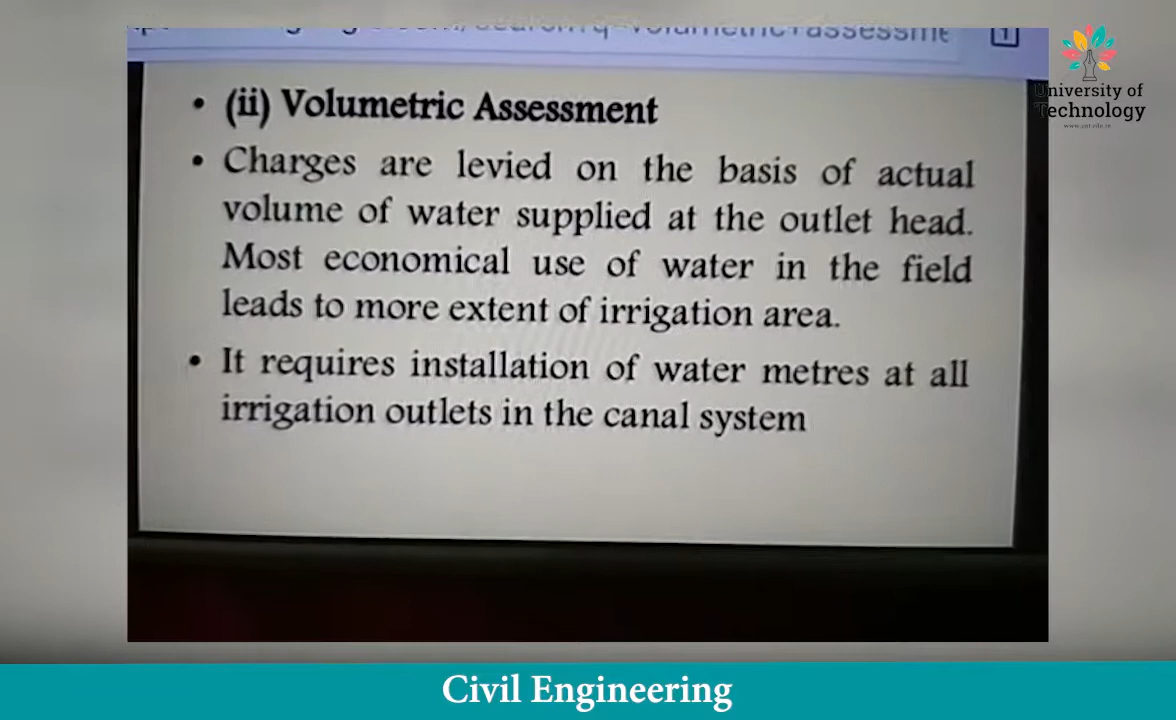 • (ii) Volumetric Assessment
• Charges are levied on the basis of actual
volume of water supplied at the outlet head.
Most economical use of water in the field
leads to more extent of irrigation area.
• It requires installation of water metres at all
irrigation outlets in the canal system
University of
Technology
Civil Engineering